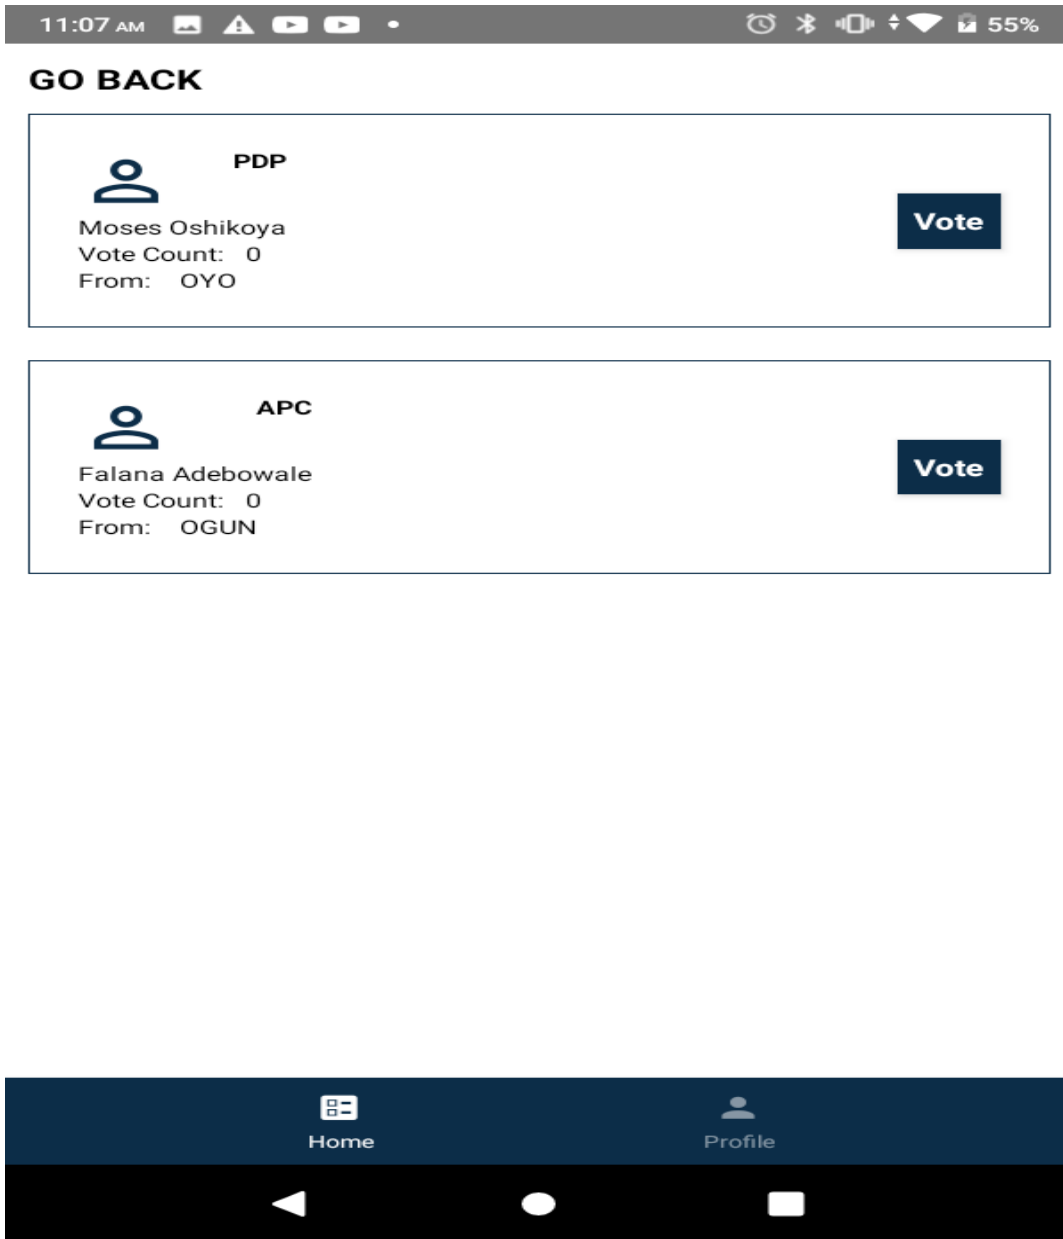 11:07 AM 55%
GO BACK
PDP
Moses Oshikoya
Vote Count: 0
From: OYO
Vote
APC
Falana Adebowale
Vote Count: 0
From: OGUN
Vote
Home Profile